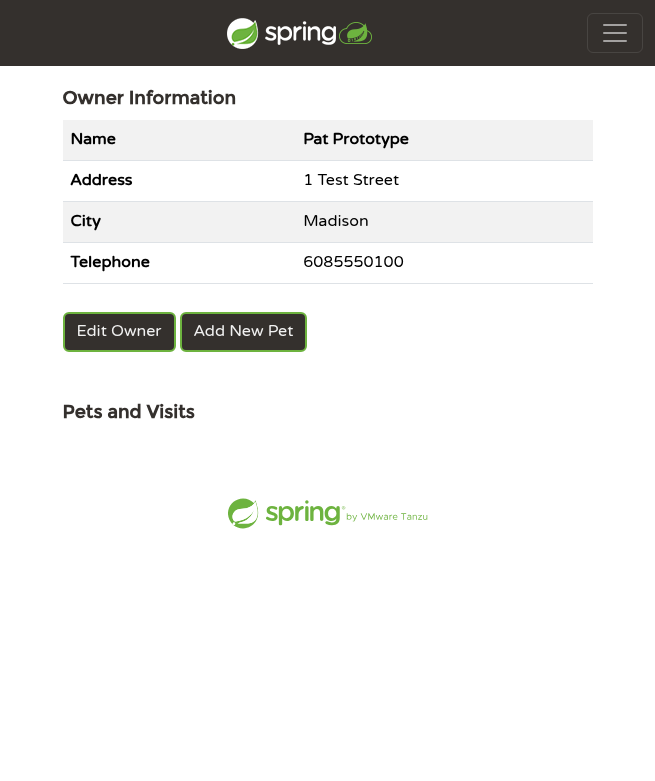 spring
Owner Information
Name Pat Prototype
Address 1 Test Street
City Madison
Telephone 6085550100
Edit Owner Add New Pet
Pets and Visits
spring® by VMware Tanzu